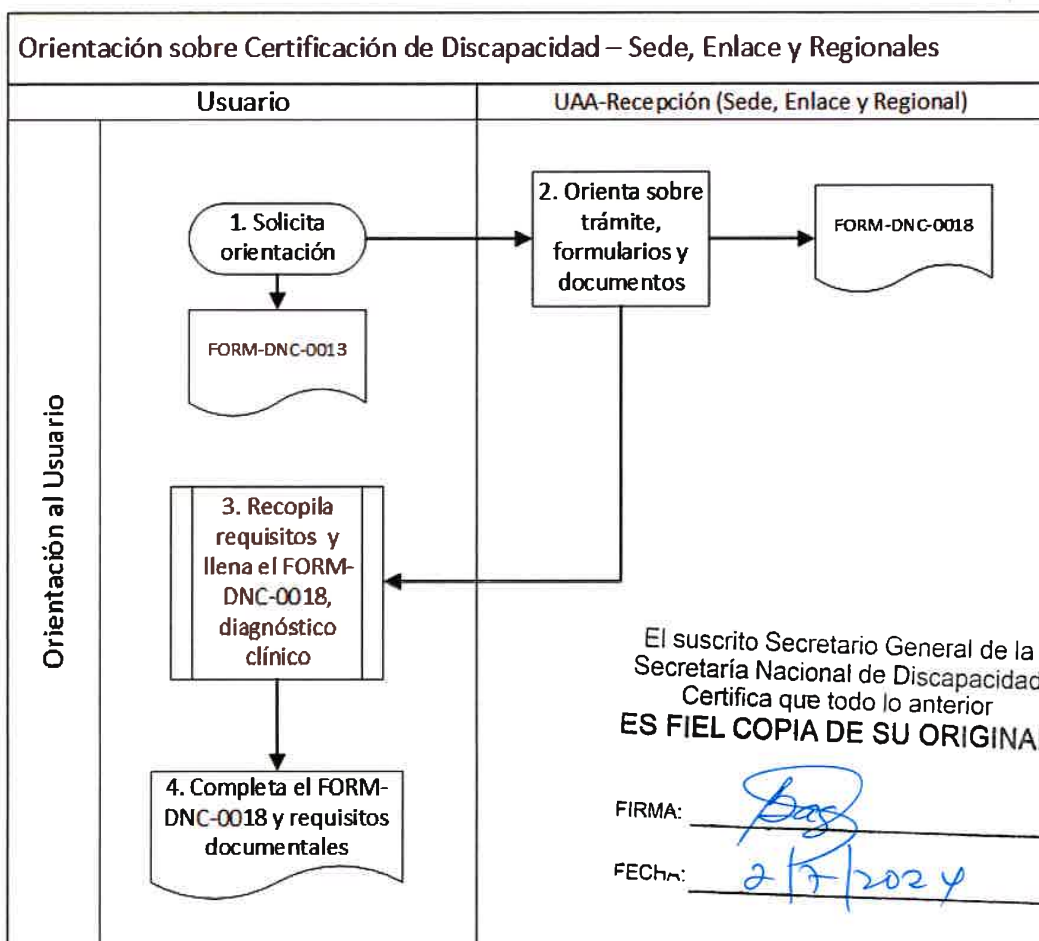 Orientación sobre Certificación de Discapacidad – Sede, Enlace y Regionales
Usuario
UAA-Recepción (Sede, Enlace y Regional)
Orientación al Usuario
1. Solicita
orientación
FORM-DNC-0013
2. Orienta sobre
trámite,
formularios y
documentos
FORM-DNC-0018
3. Recopila
requisitos y
llena el FORM-
DNC-0018,
diagnóstico
clínico
4. Completa el FORM-
DNC-0018 y requisitos
documentales
El suscrito Secretario General de la
Secretaría Nacional de Discapacidad
Certifica que todo lo anterior
ES FIEL COPIA DE SU ORIGINA
FIRMA:
FECHA:
2/7/2024